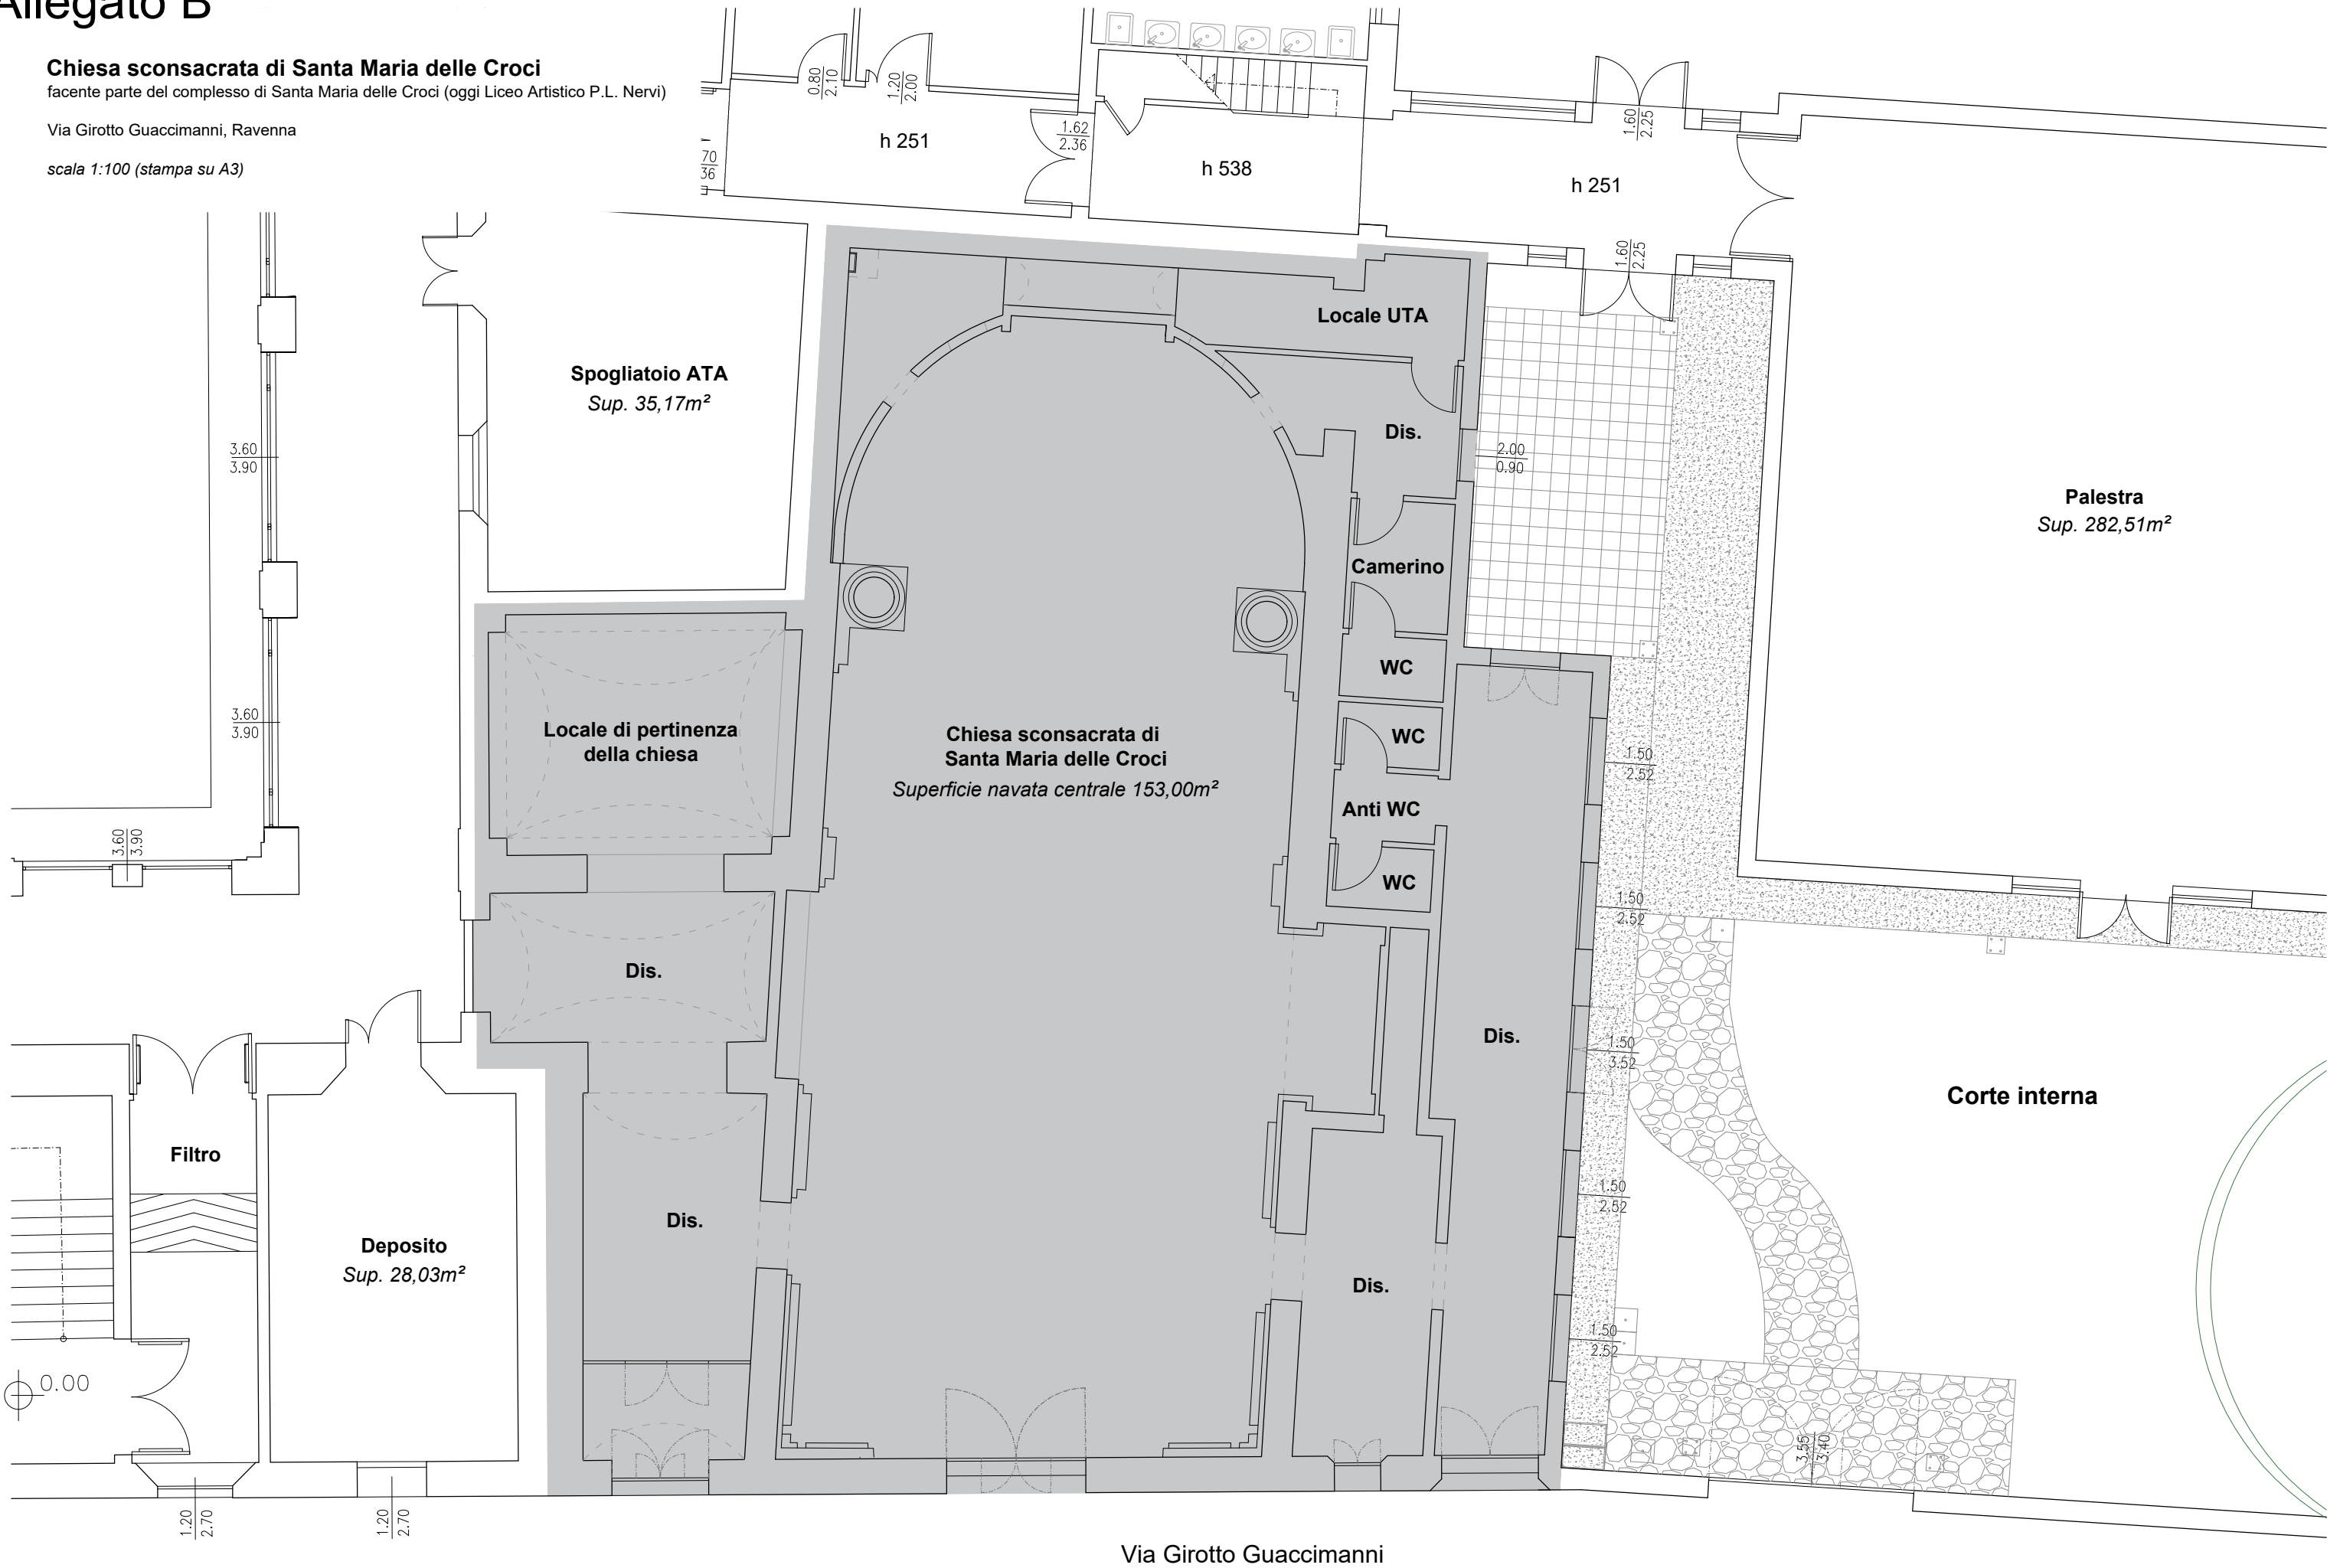 Allegato B
Chiesa sconsacrata di Santa Maria delle Croci
facente parte del complesso di Santa Maria delle Croci (oggi Liceo Artistico P.L. Nervi)
Via Girotto Guaccimanni, Ravenna
scala 1:100 (stampa su A3)
0.80
2.10
1.20
2.00
h 251
1.62
2.36
70
36
h 538
h 251
1.60
2.25
1.60
2.25
Locale UTA
Spogliatoio ATA
Sup. 35,17m²
Dis.
2.00
0.90
3.60
3.90
Palestra
Sup. 282,51m²
Camerino
WC
Locale di pertinenza
della chiesa
Chiesa sconsacrata di
Santa Maria delle Croci
Superficie navata centrale 153,00m²
3.60
3.90
WC
1.50
2.52
Anti WC
3.60
3.90
WC
1.50
2.52
Dis.
Dis.
1.50
3.52
Corte interna
Filtro
1.50
2.52
Dis.
Deposito
Sup. 28,03m²
Dis.
1.50
2.52
0.00
3.55
3.40
1.20
2.70
1.20
2.70
Via Girotto Guaccimanni